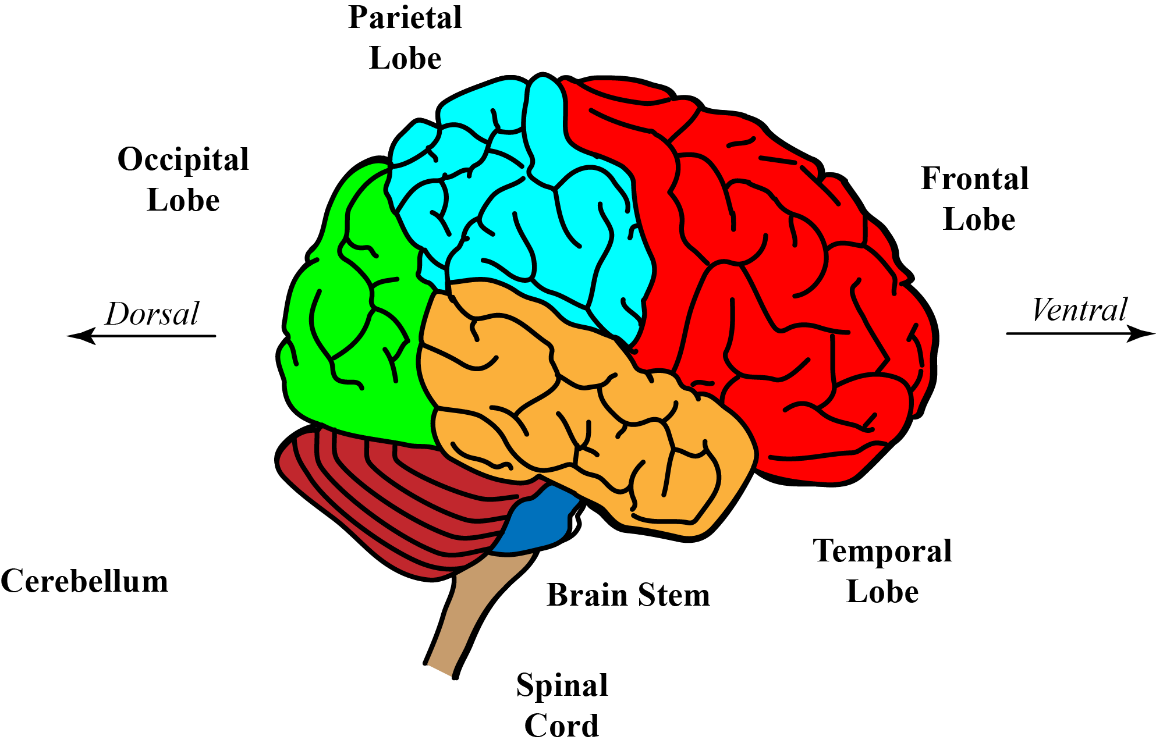 Parietal
Lobe
Occipital
Lobe
Frontal
Lobe
Dorsal
Ventral
Temporal
Lobe
Cerebellum
Brain Stem
Spinal
Cord